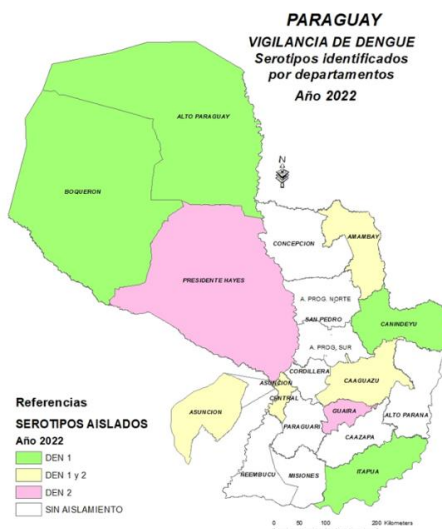 PARAGUAY
VIGILANCIA DE DENGUE
Serotipos identificados
por departamentos
Año 2022
ALTO PARAGUAY
BOQUERON
N
CONCEPCION
AMAMBAY
PRESIDENTE HAYES
A. PROG. NORTE
SAN PEDRO
CANINDEYU
A. PROG. SUR
CORDILLERA
ASUNCION
CAAGUAZU
CENTRAL
ASUNCION
GUAIRA
ALTO PARANA
PARAGUARI
CAAZAPA
ÑEEMBUCU
MISIONES
ITAPUA
Referencias
SEROTIPOS AISLADOS
Año 2022
DEN 1
DEN 1 y 2
DEN 2
SIN AISLAMIENTO
0 50 100 200 Kilometers